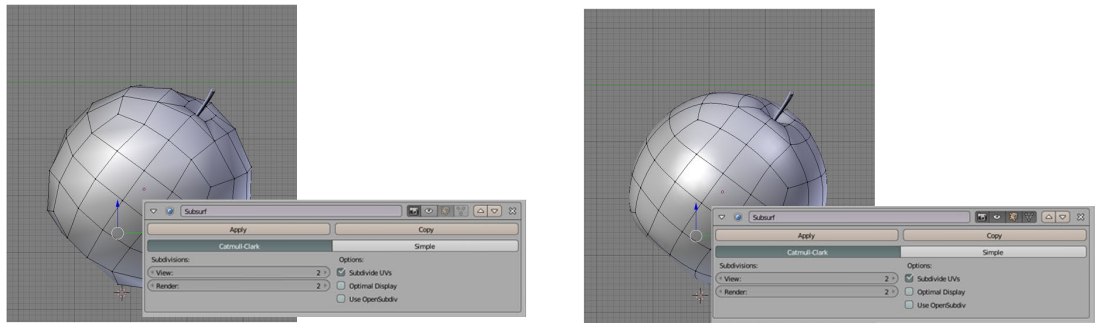 Subsurf
Apply Copy
Catmull-Clark Simple
Subdivisions: Options:
View: 2 Subdivide UVs
Render: 2 Optimal Display
Use OpenSubdiv
Subsurf
Apply Copy
Catmull-Clark Simple
Subdivisions: Options:
View: 2 Subdivide UVs
Render: 2 Optimal Display
Use OpenSubdiv